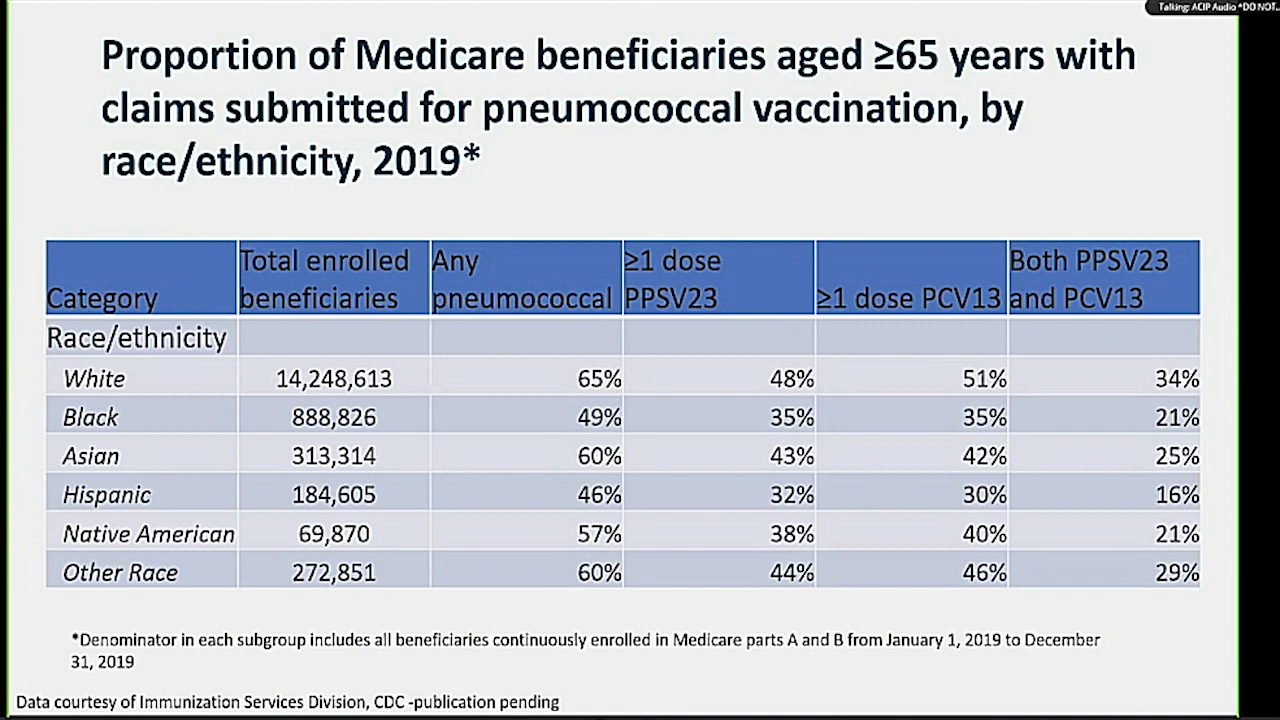 Talking: ACIP Audio *DO NOT...
Proportion of Medicare beneficiaries aged ≥65 years with
claims submitted for pneumococcal vaccination, by
race/ethnicity, 2019*
Category Total enrolled beneficiaries Any pneumococcal ≥1 dose PPSV23 ≥1 dose PCV13 Both PPSV23 and PCV13
Race/ethnicity
White 14,248,613 65% 48% 51% 34%
Black 888,826 49% 35% 35% 21%
Asian 313,314 60% 43% 42% 25%
Hispanic 184,605 46% 32% 30% 16%
Native American 69,870 57% 38% 40% 21%
Other Race 272,851 60% 44% 46% 29%
*Denominator in each subgroup includes all beneficiaries continuously enrolled in Medicare parts A and B from January 1, 2019 to December
31, 2019
Data courtesy of Immunization Services Division, CDC -publication pending